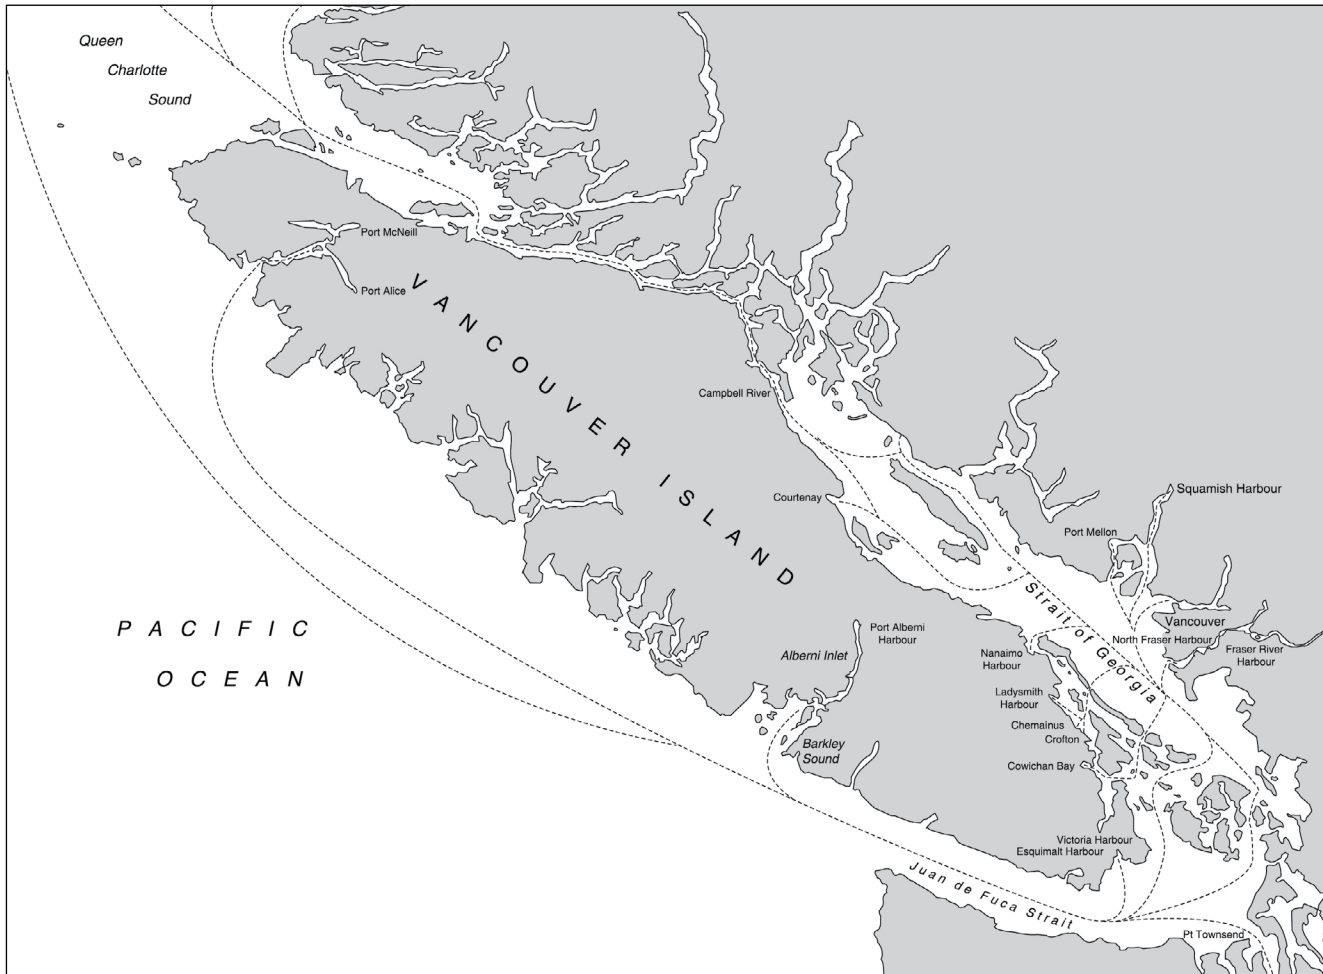 Queen
Charlotte
Sound
Port McNeill
Port Alice
VANCOUVER ISLAND
Campbell River
Courtenay
Squamish Harbour
Port Mellon
Strait of Georgia
Vancouver
North Fraser Harbour
Fraser River
Harbour
PACIFIC
OCEAN
Port Alberni
Harbour
Alberni Inlet
Nanaimo
Harbour
Ladysmith
Harbour
Chemainus
Crofton
Barkley
Sound
Cowichan Bay
Victoria Harbour
Esquimalt Harbour
Juan de Fuca Strait
Pt Townsend